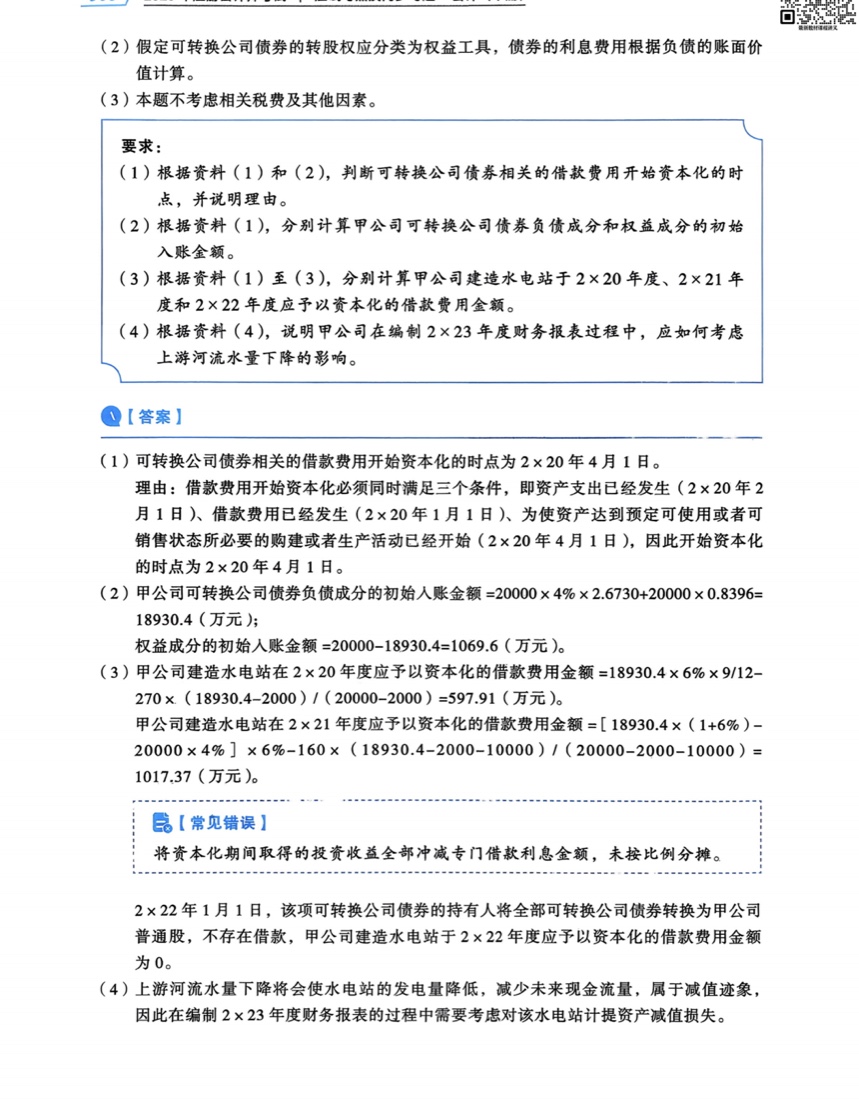 （2）假定可转换公司债券的转股权应分类为权益工具，债券的利息费用根据负债的账面价
值计算。
（3）本题不考虑相关税费及其他因素。
要求：
（1）根据资料（1）和（2），判断可转换公司债券相关的借款费用开始资本化的时
点，并说明理由。
（2）根据资料（1），分别计算甲公司可转换公司债券负债成分和权益成分的初始
入账金额。
（3）根据资料（1）至（3），分别计算甲公司建造水电站于2×20年度、2×21年
度和2×22年度应予以资本化的借款费用金额。
（4）根据资料（4），说明甲公司在编制2×23年度财务报表过程中，应如何考虑
上游河流水量下降的影响。
【答案】
（1）可转换公司债券相关的借款费用开始资本化的时点为2×20年4月1日。
理由：借款费用开始资本化必须同时满足三个条件，即资产支出已经发生（2×20年2
月1日）、借款费用已经发生（2×20年1月1日）、为使资产达到预定可使用或者可
销售状态所必要的购建或者生产活动已经开始（2×20年4月1日），因此开始资本化
的时点为2×20年4月1日。
（2）甲公司可转换公司债券负债成分的初始入账金额=20000×4%×2.6730+20000×0.8396=
18930.4（万元）；
权益成分的初始入账金额=20000-18930.4=1069.6（万元）。
（3）甲公司建造水电站在2×20年度应予以资本化的借款费用金额=18930.4×6%×9/12-
270×（18930.4-2000）/（20000-2000）=597.91（万元）。
甲公司建造水电站在2×21年度应予以资本化的借款费用金额=[18930.4×（1+6%）-
20000×4%]×6%-160×（18930.4-2000-10000）/（20000-2000-10000）=
1017.37（万元）。
【常见错误】
将资本化期间取得的投资收益全部冲减专门借款利息金额，未按比例分摊。
2×22年1月1日，该项可转换公司债券的持有人将全部可转换公司债券转换为甲公司
普通股，不存在借款，甲公司建造水电站于2×22年度应予以资本化的借款费用金额
为0。
（4）上游河流水量下降将会使水电站的发电量降低，减少未来现金流量，属于减值迹象，
因此在编制2×23年度财务报表的过程中需要考虑对该水电站计提资产减值损失。